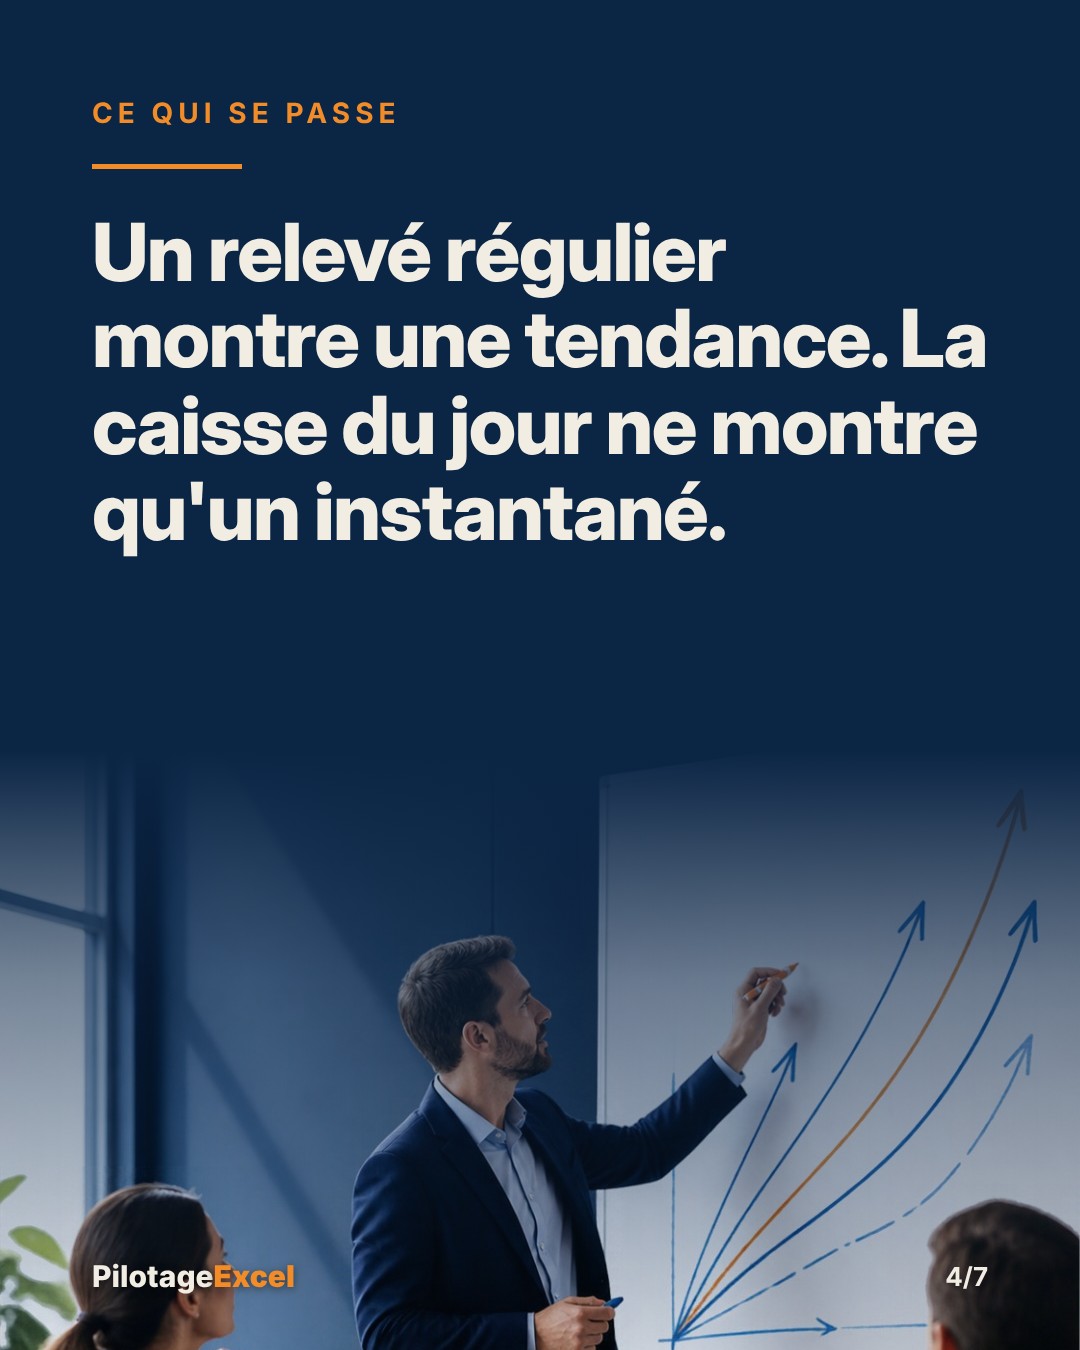 CE QUI SE PASSE
Un relevé régulier
montre une tendance. La
caisse du jour ne montre
qu'un instantané.
PilotageExcel
4/7